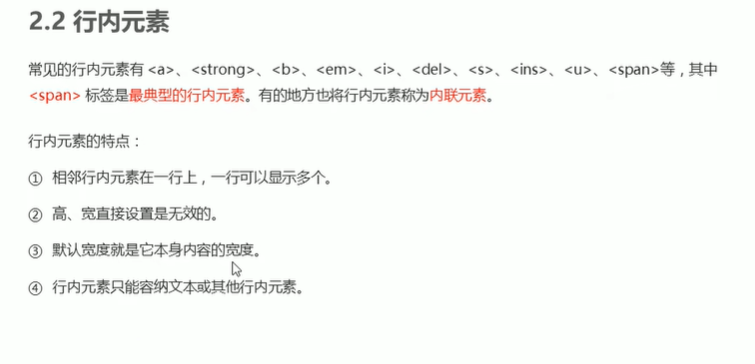 2.2 行内元素
常见的行内元素有 <a>、<strong>、<b>、<em>、<i>、<del>、<s>、<ins>、<u>、<span>等，其中
<span> 标签是最典型的行内元素。有的地方也将行内元素称为内联元素。
行内元素的特点：
① 相邻行内元素在一行上，一行可以显示多个。
② 高、宽直接设置是无效的。
③ 默认宽度就是它本身内容的宽度。
④ 行内元素只能容纳文本或其他行内元素。